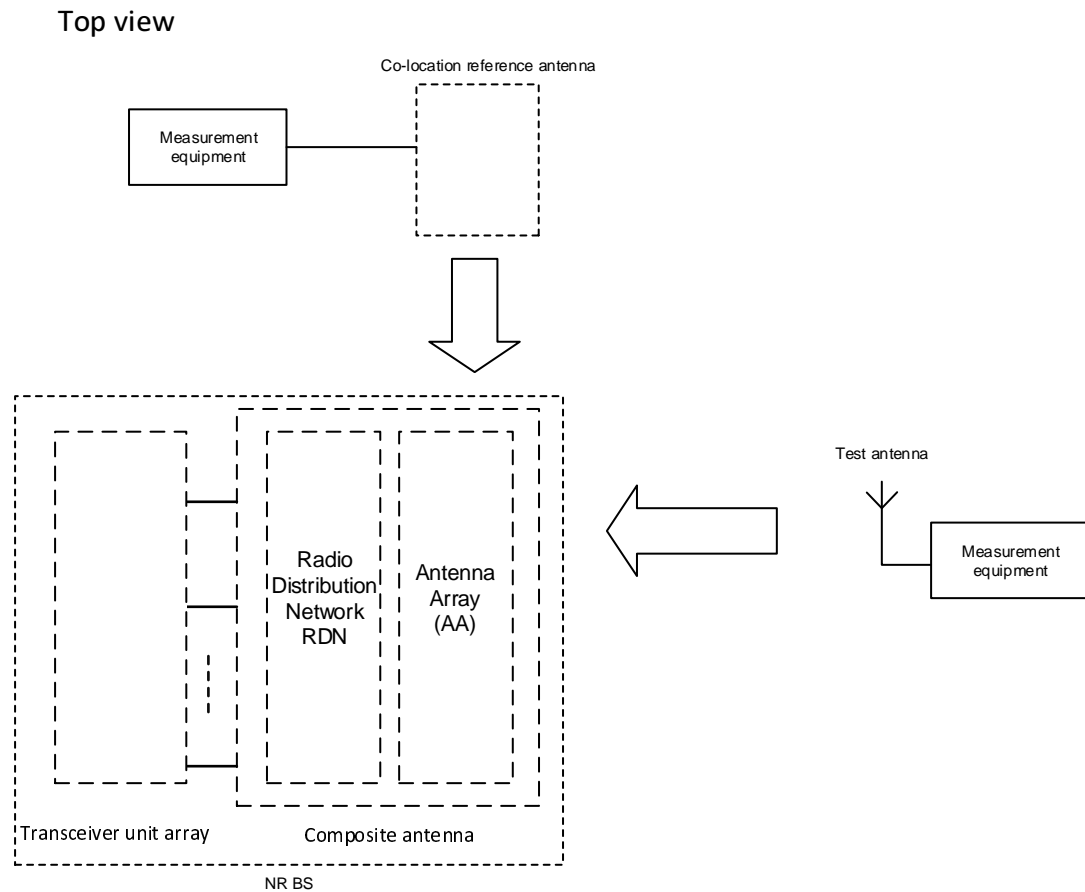 Top view
Co-location reference antenna
Measurement
equipment
Test antenna
Measurement
equipment
Radio
Distribution
Network
RDN
Antenna
Array
(AA)
Transceiver unit array
Composite antenna
NR BS